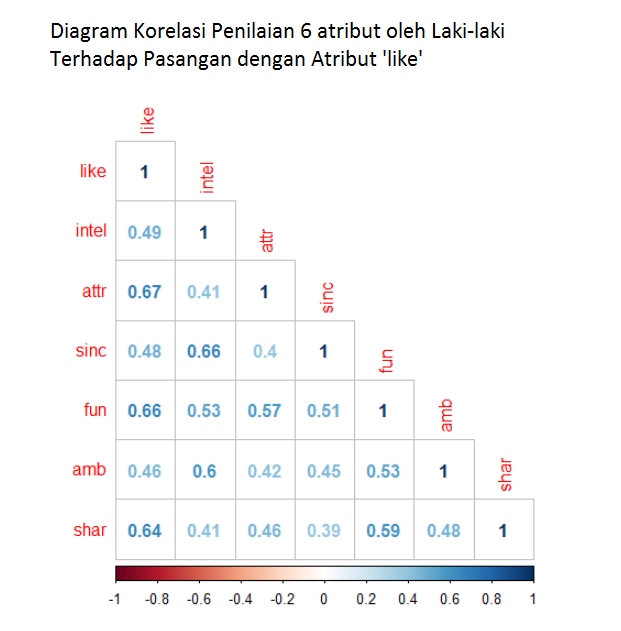 Diagram Korelasi Penilaian 6 atribut oleh Laki-laki
Terhadap Pasangan dengan Atribut 'like'
like
like 1 intel
intel 0.49 1 attr
attr 0.67 0.41 1 sinc
sinc 0.48 0.66 0.4 1 fun
fun 0.66 0.53 0.57 0.51 1 amb
amb 0.46 0.6 0.42 0.45 0.53 1 shar
shar 0.64 0.41 0.46 0.39 0.59 0.48 1
-1 -0.8 -0.6 -0.4 -0.2 0 0.2 0.4 0.6 0.8 1